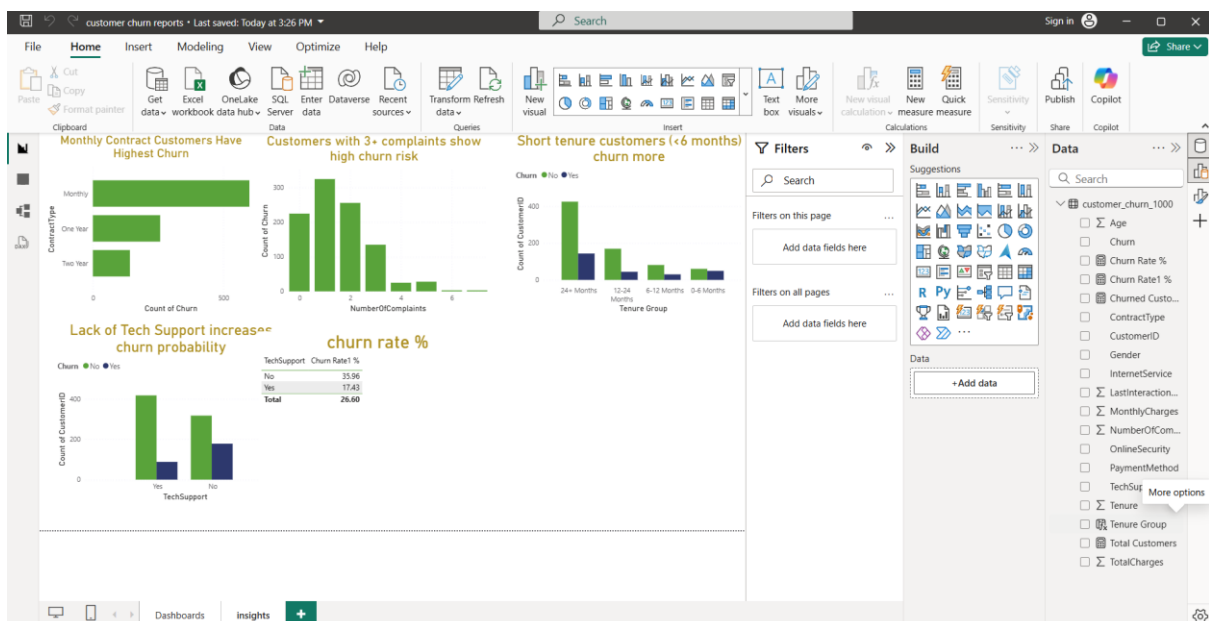 customer churn reports • Last saved: Today at 3:26 PM
Search
Sign in
File
Home
Insert
Modeling
View
Optimize
Help
Share
Paste
Cut
Copy
Format painter
Clipboard
Get data
Excel workbook
OneLake data hub
SQL Server
Enter data
Dataverse
Recent sources
Data
Transform data
Refresh
Queries
New visual
Text box
More visuals
Insert
New visual calculation
New measure
Quick measure
Calculations
Sensitivity
Sensitivity
Publish
Share
Copilot
Copilot
Monthly Contract Customers Have
Highest Churn
ContractType
Monthly
One Year
Two Year
0
500
Count of Churn
Customers with 3+ complaints show
high churn risk
Count of Churn
300
200
100
0
0
2
4
6
NumberOfComplaints
Short tenure customers (<6 months)
churn more
Churn
No
Yes
Count of CustomerID
400
200
0
24+ Months
12-24
Months
6-12 Months
0-6 Months
Tenure Group
Lack of Tech Support increases
churn probability
Churn
No
Yes
Count of CustomerID
400
200
0
Yes
No
TechSupport
churn rate %
TechSupport Churn Rate1 %
No 35.96
Yes 17.43
Total 26.60
Filters
Search
Filters on this page
Add data fields here
Filters on all pages
Add data fields here
Build
Suggestions
R
Py
Data
+Add data
Data
Search
customer_churn_1000
Age
Churn
Churn Rate %
Churn Rate1 %
Churned Custo...
ContractType
CustomerID
Gender
InternetService
LastInteraction...
MonthlyCharges
NumberOfCom...
OnlineSecurity
PaymentMethod
TechSup
More options
Tenure
Tenure Group
Total Customers
TotalCharges
Dashboards
insights